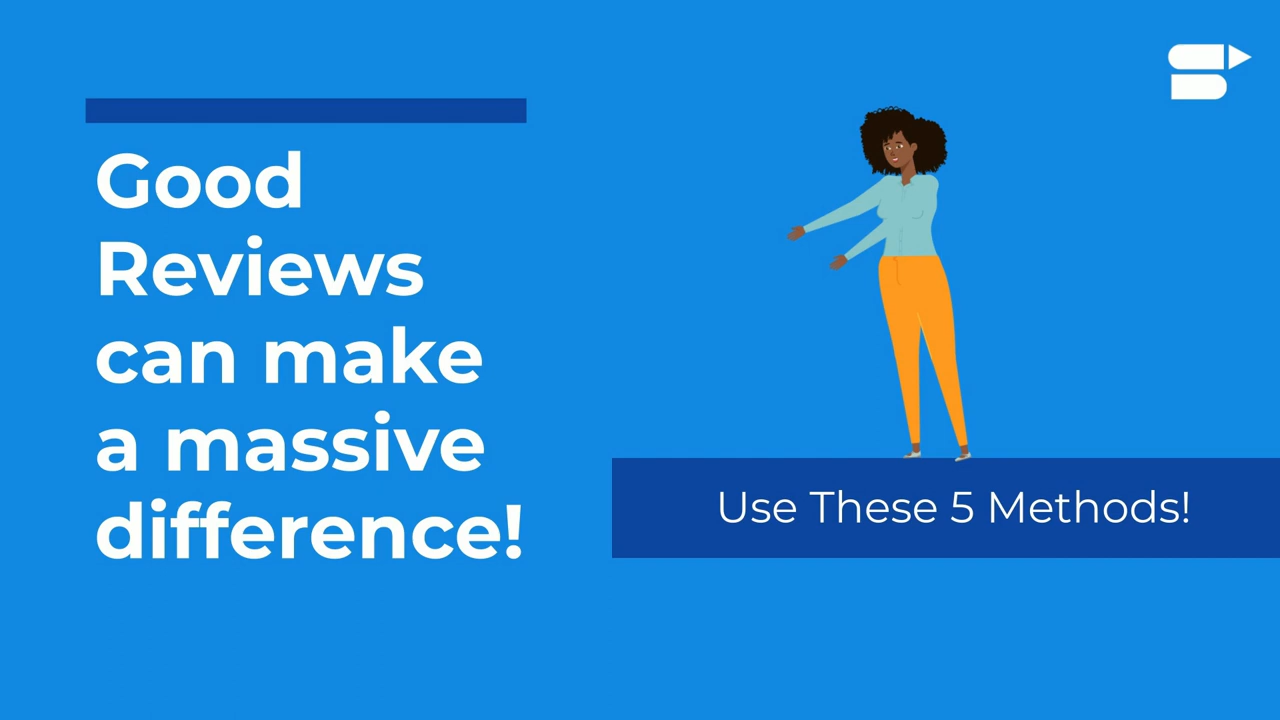 Good
Reviews
can make
a massive
difference!
Use These 5 Methods!